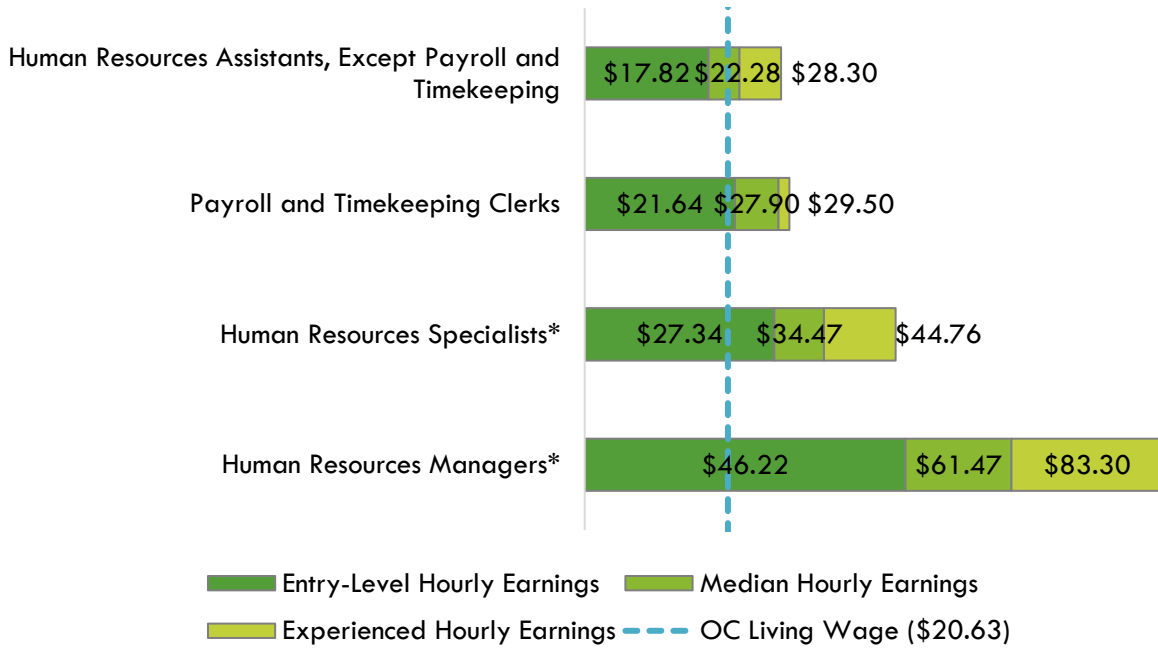 Human Resources Assistants, Except Payroll and
Timekeeping
$17.82 $22.28 $28.30
Payroll and Timekeeping Clerks
$21.64 $27.90 $29.50
Human Resources Specialists*
$27.34 $34.47 $44.76
Human Resources Managers*
$46.22 $61.47 $83.30
Entry-Level Hourly Earnings Median Hourly Earnings
Experienced Hourly Earnings OC Living Wage ($20.63)